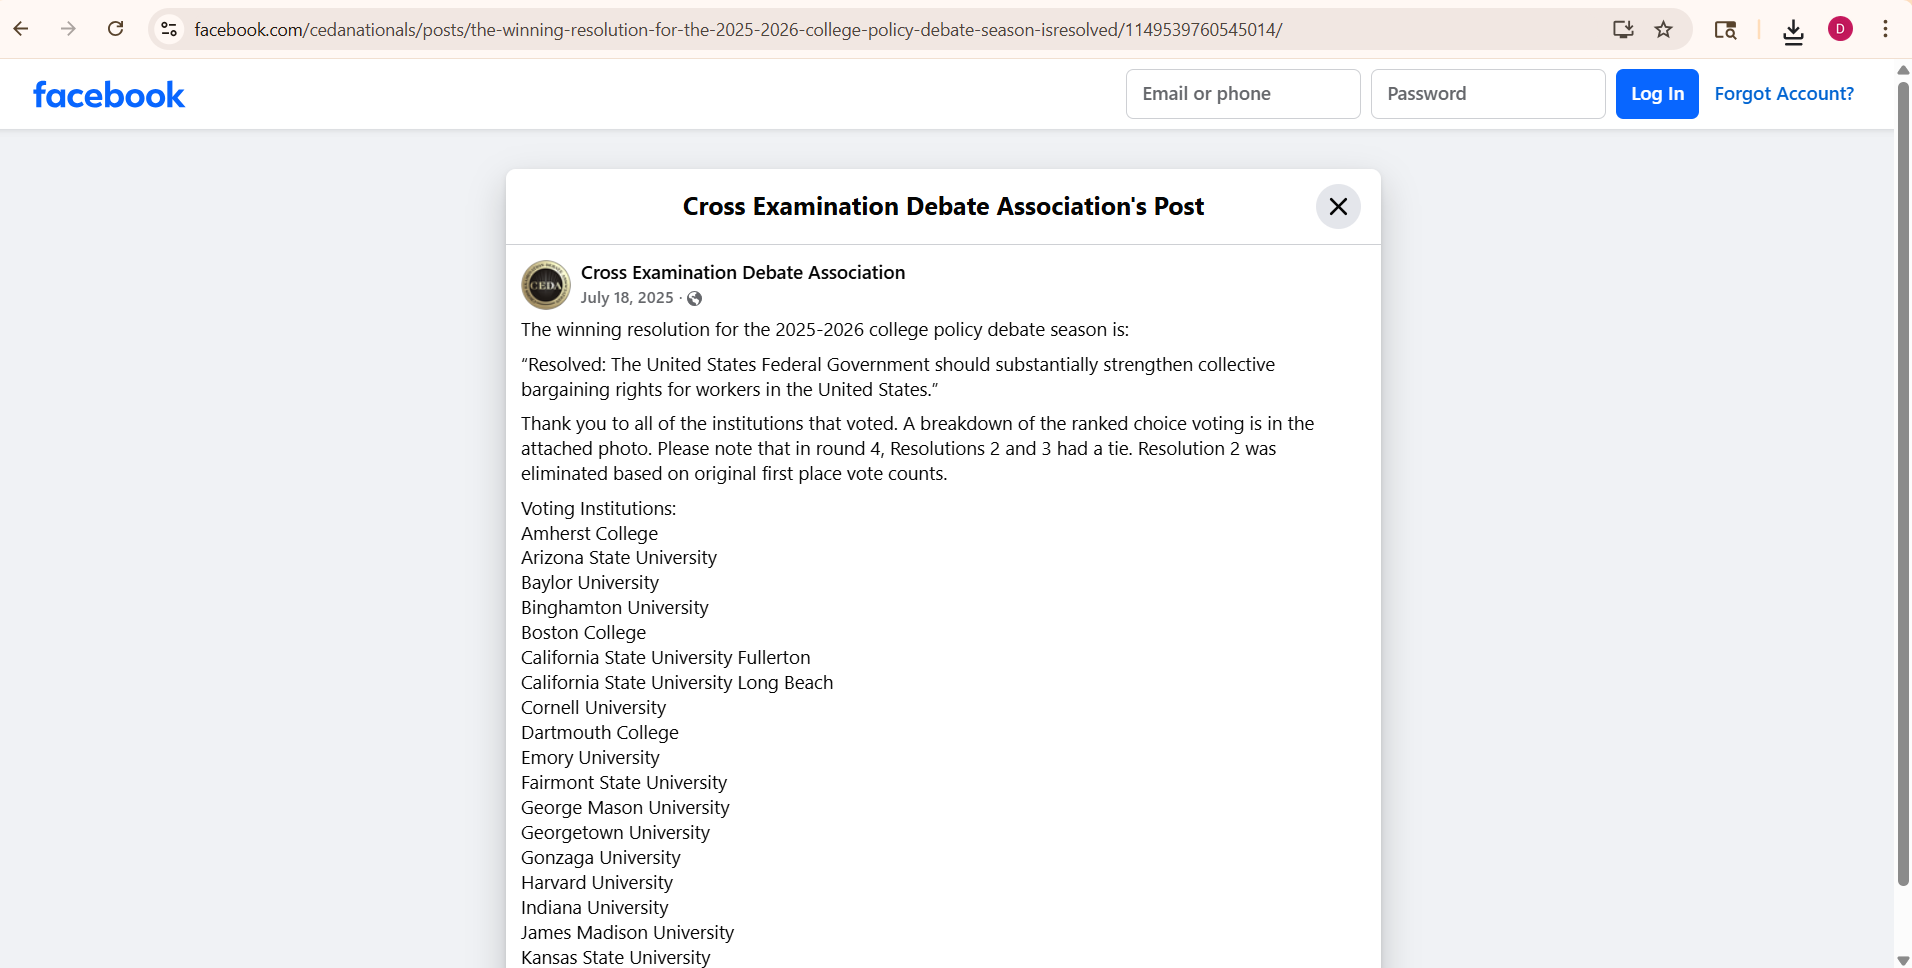 facebook.com/cedanationals/posts/the-winning-resolution-for-the-2025-2026-college-policy-debate-season-isresolved/1149539760545014/
D
facebook
Email or phone
Password
Log In
Forgot Account?
Cross Examination Debate Association's Post
CEDA
Cross Examination Debate Association
July 18, 2025 ·
The winning resolution for the 2025-2026 college policy debate season is:
“Resolved: The United States Federal Government should substantially strengthen collective
bargaining rights for workers in the United States.”
Thank you to all of the institutions that voted. A breakdown of the ranked choice voting is in the
attached photo. Please note that in round 4, Resolutions 2 and 3 had a tie. Resolution 2 was
eliminated based on original first place vote counts.
Voting Institutions:
Amherst College
Arizona State University
Baylor University
Binghamton University
Boston College
California State University Fullerton
California State University Long Beach
Cornell University
Dartmouth College
Emory University
Fairmont State University
George Mason University
Georgetown University
Gonzaga University
Harvard University
Indiana University
James Madison University
Kansas State University